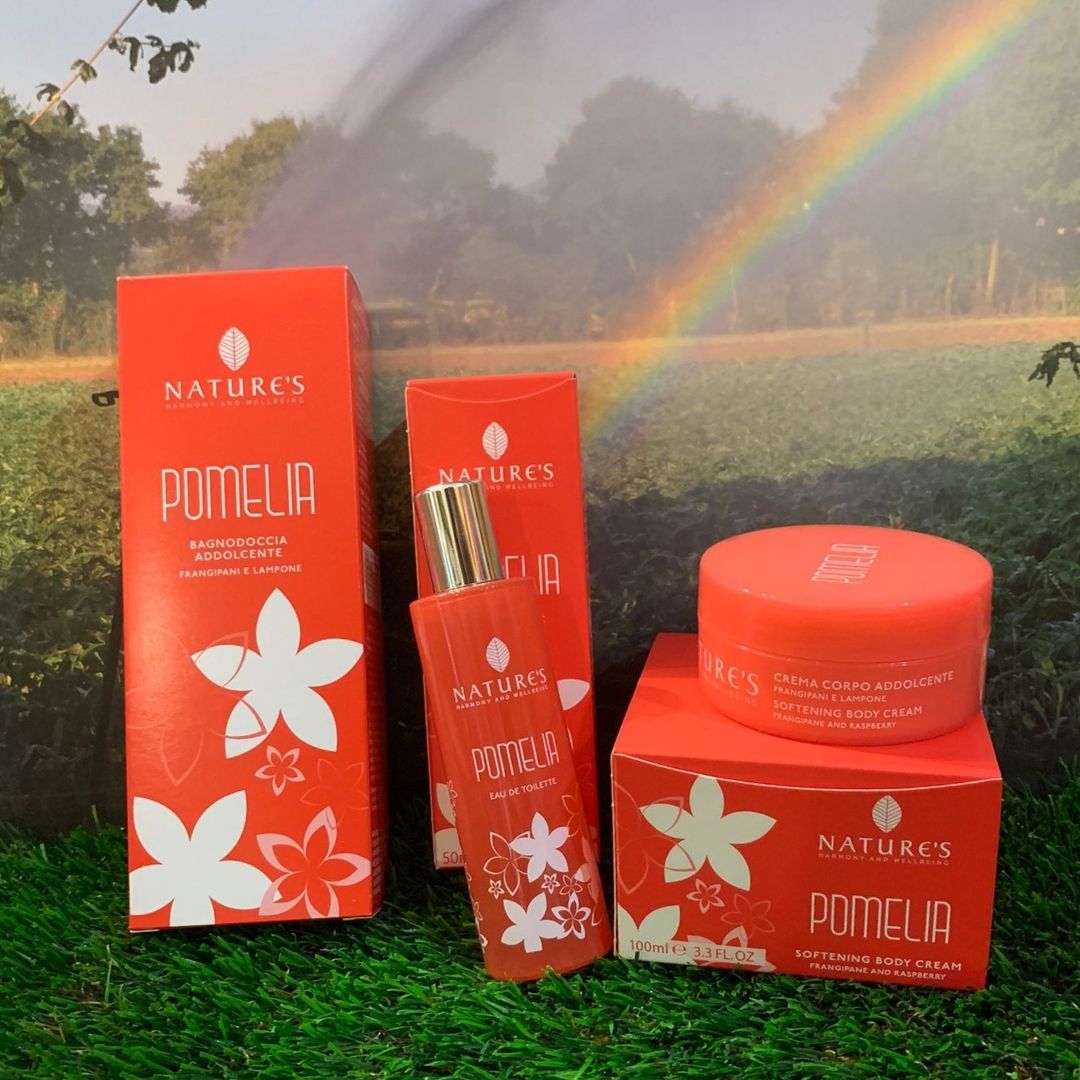 NATURE'S
HARMONY AND WELLBEING
POMELIA
BAGNODOCCIA
ADDOLCENTE
FRANGIPANI E LAMPONE
NATURE'S
AND WELLBEING
NATURE'S
HARMONY AND WELLBEING
POMELIA
EAU DE TOILETTE
POMELIA
CREMA CORPO ADDOLCENTE
FRANGIPANI E LAMPONE
SOFTENING BODY CREAM
FRANGIPANE AND RASPBERRY
NATURE'S
HARMONY AND WELLBEING
POMELIA
SOFTENING BODY CREAM
FRANGIPANE AND RASPBERRY
100ml e 3.3 FL.OZ